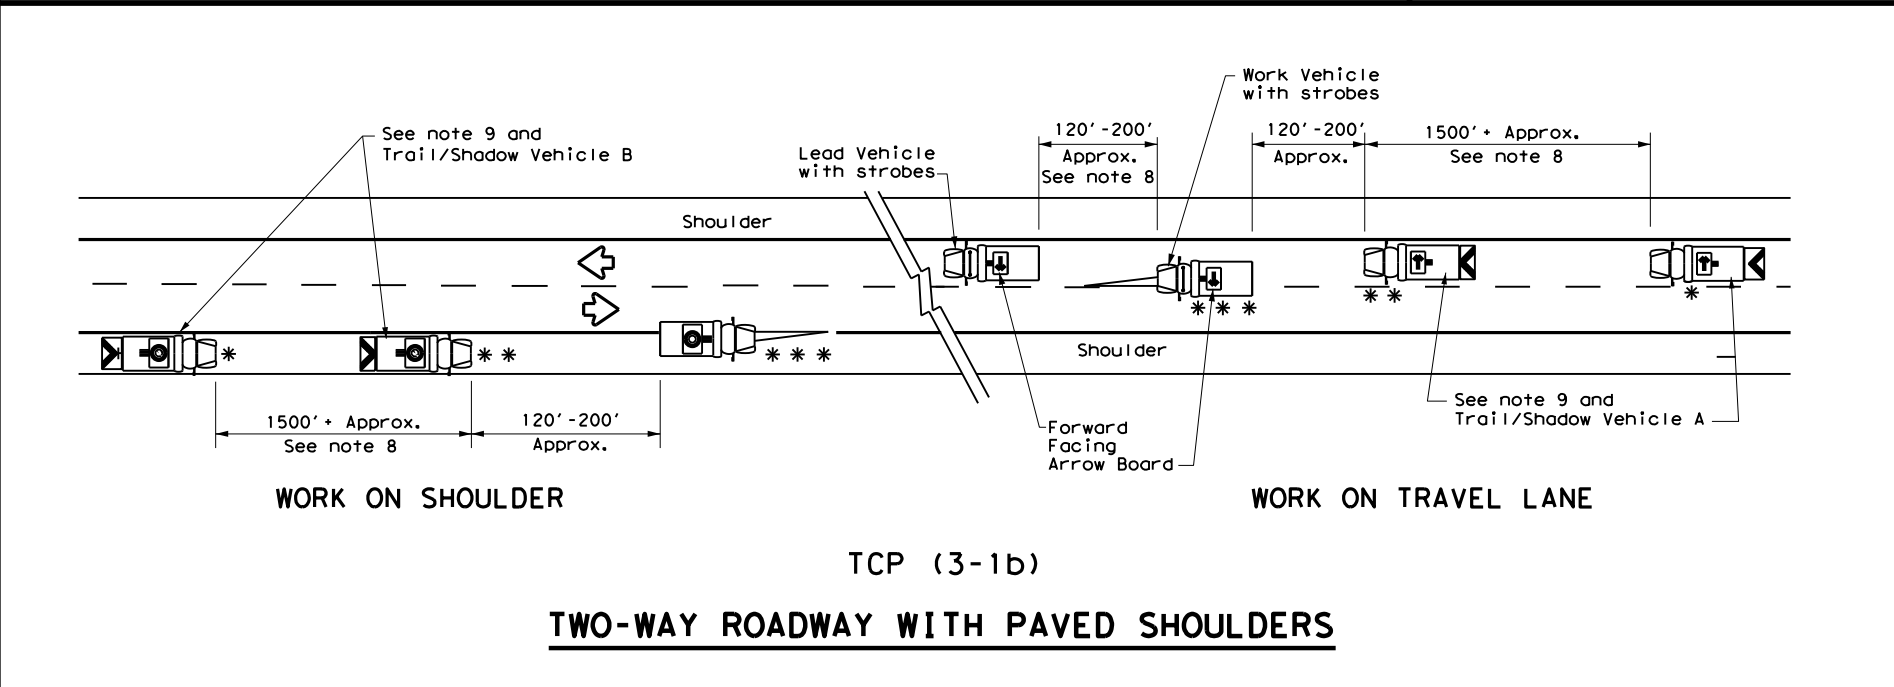 Work Vehicle
with strobes
See note 9 and
Trail/Shadow Vehicle B
Lead Vehicle
with strobes
120'-200'
Approx.
See note 8
120'-200'
Approx.
1500'+ Approx.
See note 8
Shoulder
* * *
* *
*
*
* *
* * *
Shoulder
1500'+ Approx.
See note 8
120'-200'
Approx.
Forward
Facing
Arrow Board
See note 9 and
Trail/Shadow Vehicle A
WORK ON SHOULDER
WORK ON TRAVEL LANE
TCP (3-1b)
TWO-WAY ROADWAY WITH PAVED SHOULDERS